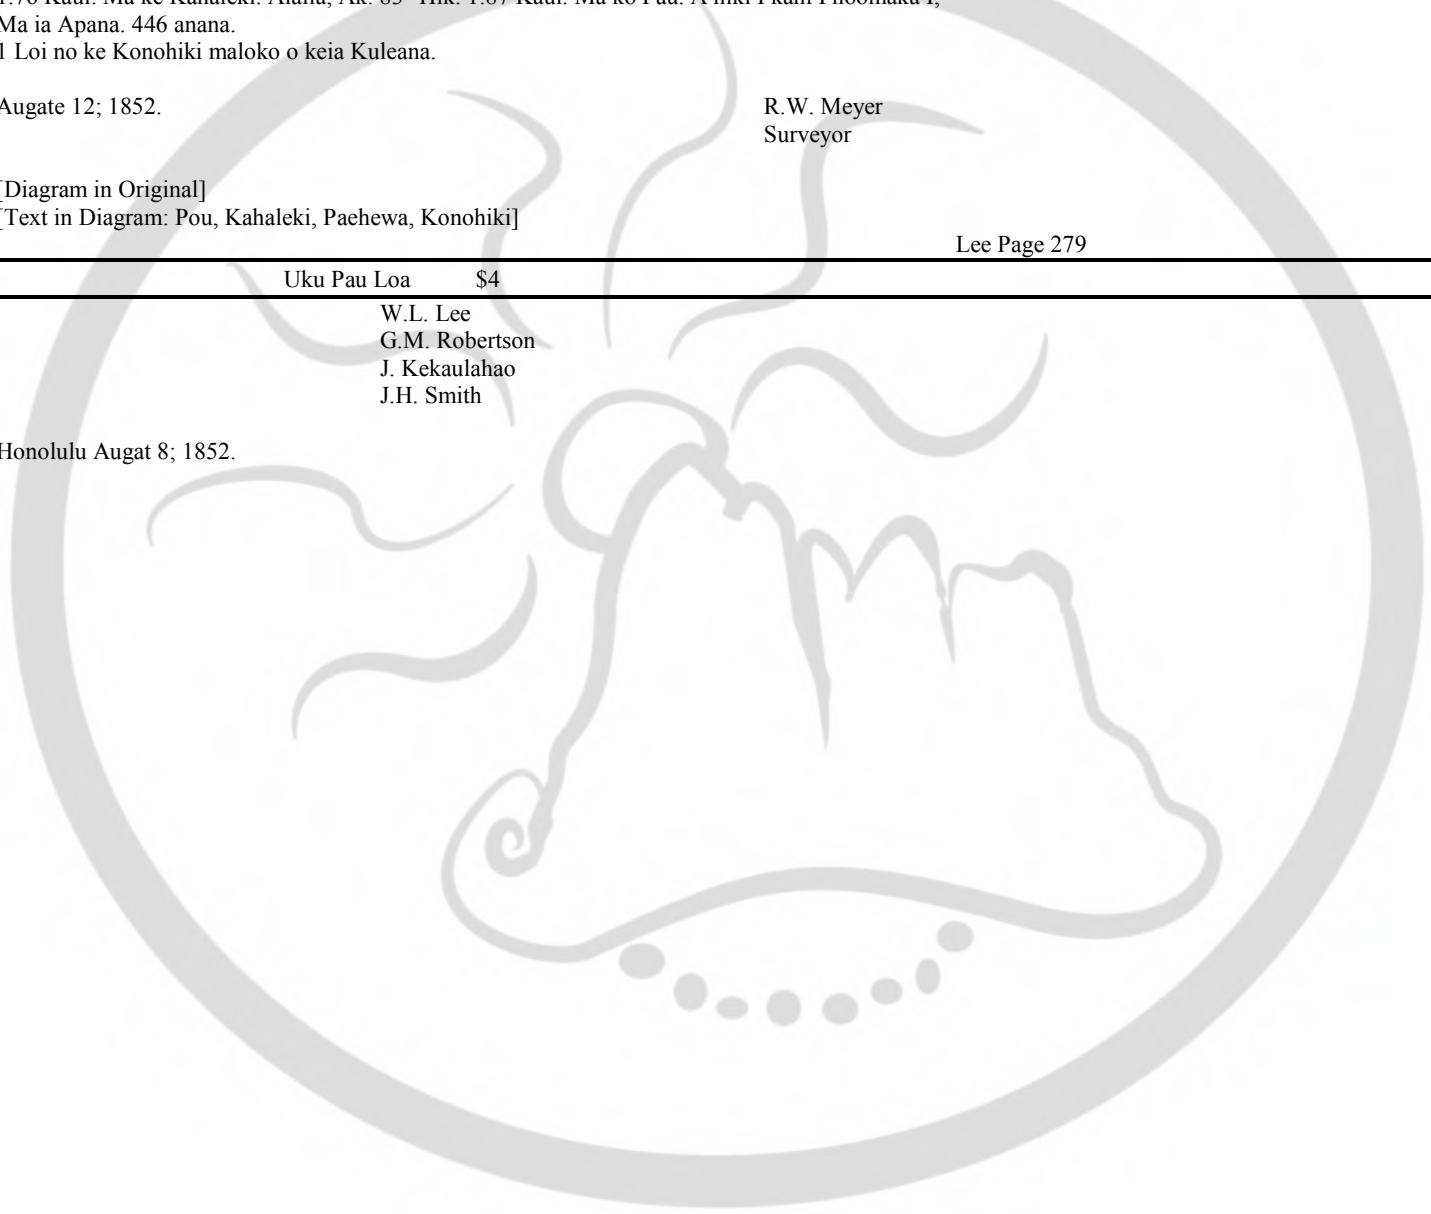 Ma ia Apana. 446 anana.
1 Loi no ke Konohiki maloko o keia Kuleana.
Augate 12; 1852.
R.W. Meyer
Surveyor
[Diagram in Original]
[Text in Diagram: Pou, Kahaleki, Paehewa, Konohiki]
Lee Page 279
Uku Pau Loa $4
W.L. Lee
G.M. Robertson
J. Kekaulahao
J.H. Smith
Honolulu Augat 8; 1852.